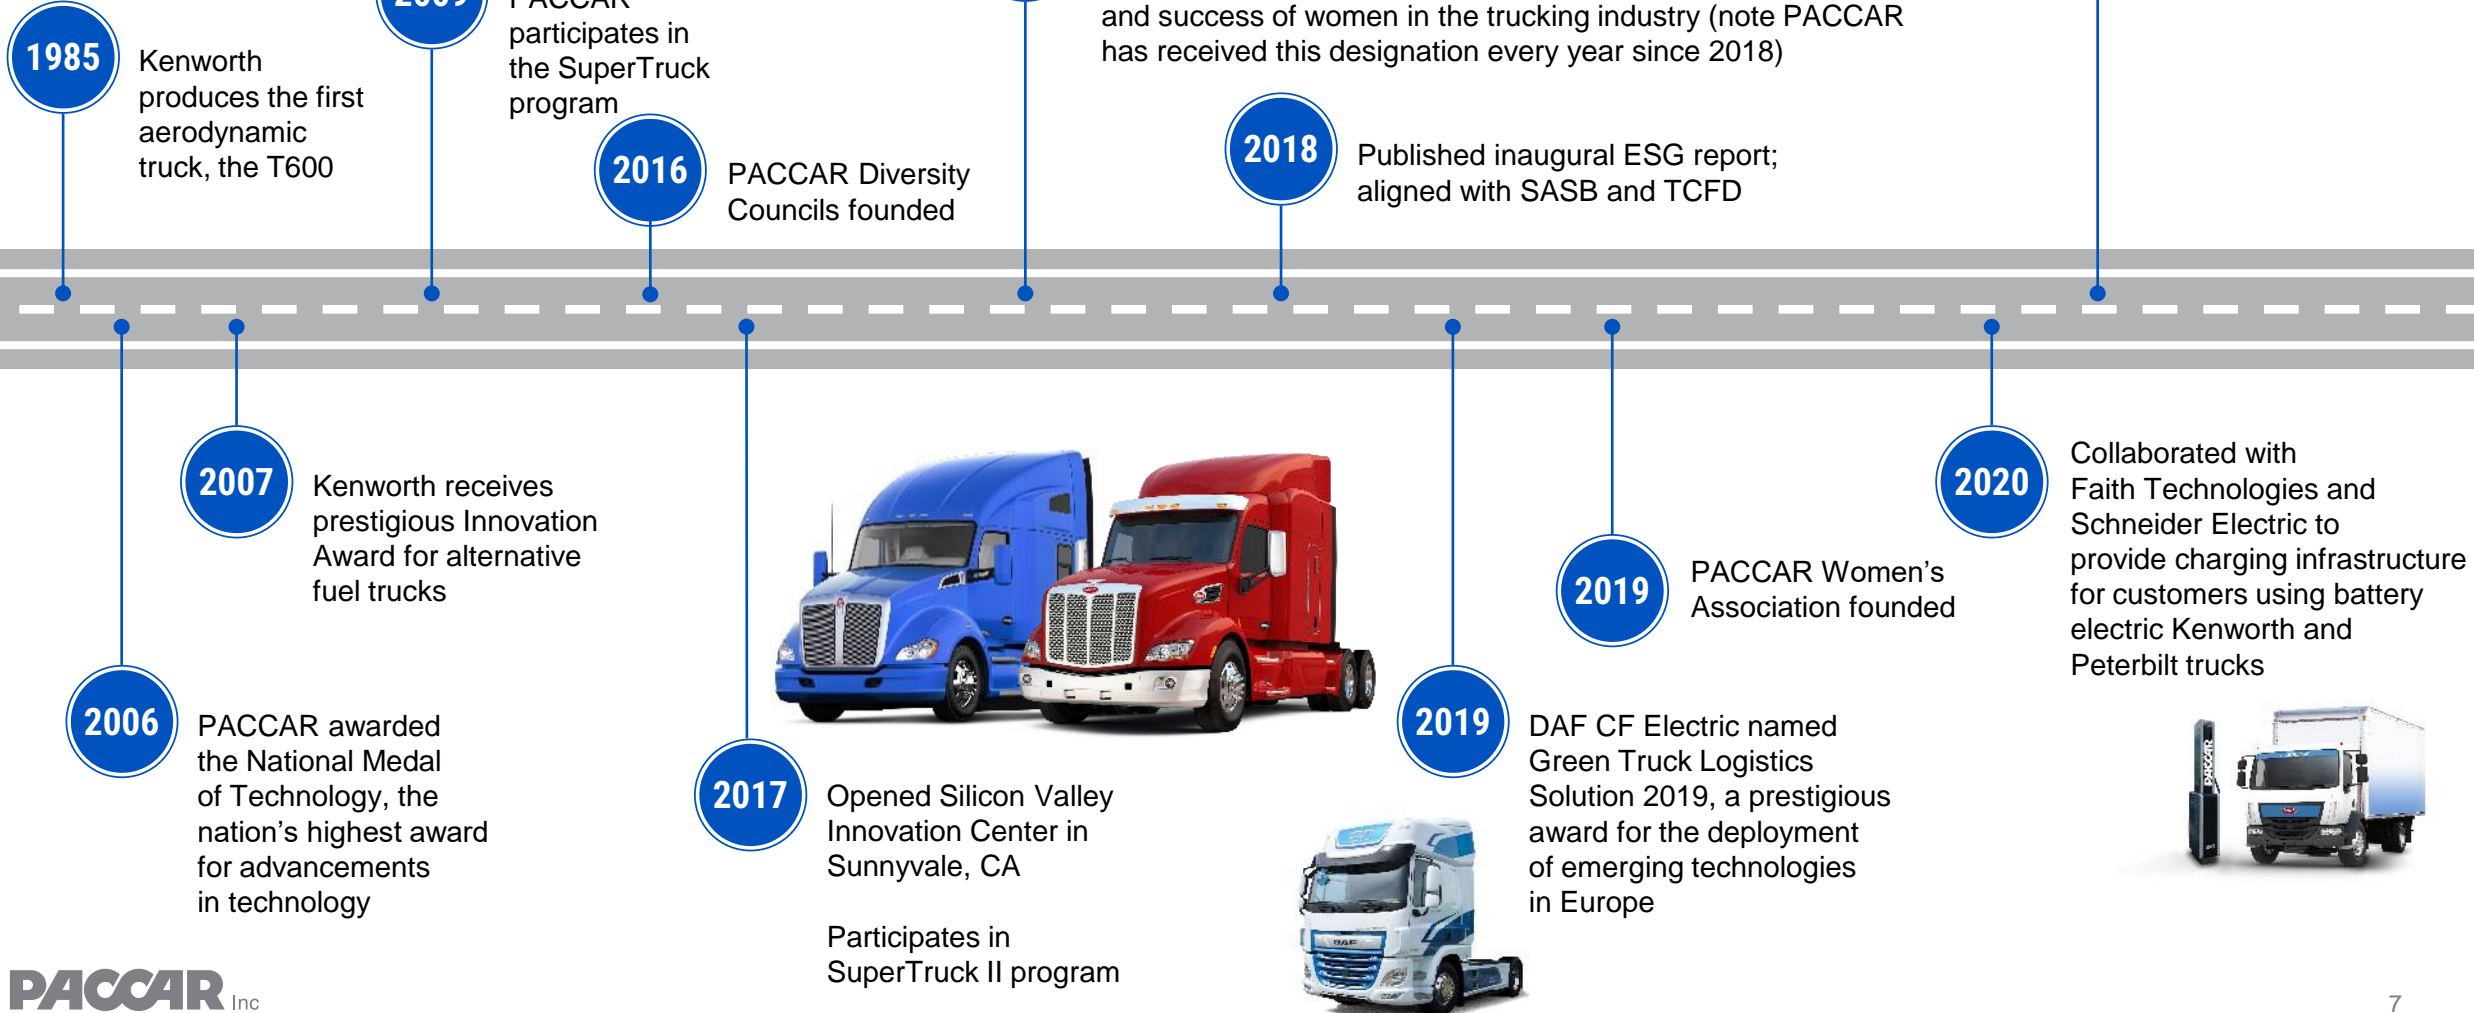 1985
Kenworth
produces the first
aerodynamic
truck, the T600
2009
PACCAR
participates in
the SuperTruck
program
2016
PACCAR Diversity
Councils founded
and success of women in the trucking industry (note PACCAR
has received this designation every year since 2018)
2018
Published inaugural ESG report;
aligned with SASB and TCFD
2007
Kenworth receives
prestigious Innovation
Award for alternative
fuel trucks
2006
PACCAR awarded
the National Medal
of Technology, the
nation's highest award
for advancements
in technology
2017
Opened Silicon Valley
Innovation Center in
Sunnyvale, CA
Participates in
SuperTruck II program
2019
DAF CF Electric named
Green Truck Logistics
Solution 2019, a prestigious
award for the deployment
of emerging technologies
in Europe
2019
PACCAR Women’s
Association founded
2020
Collaborated with
Faith Technologies and
Schneider Electric to
provide charging infrastructure
for customers using battery
electric Kenworth and
Peterbilt trucks
PACCAR
DAF
PACCAR Inc
7